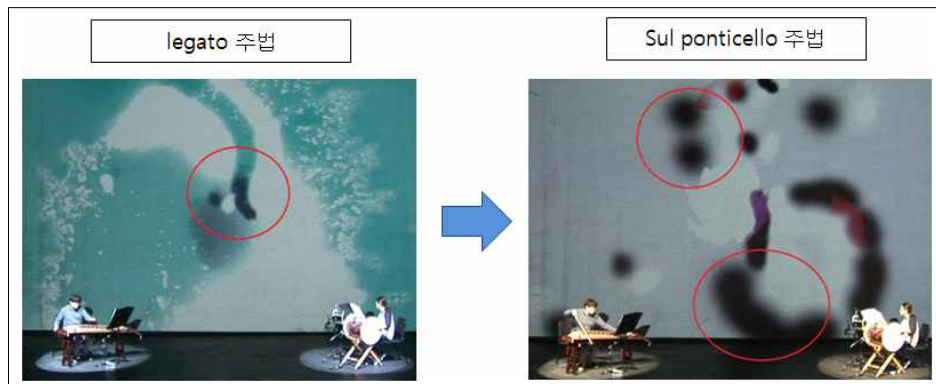 legato 주법
Sul ponticello 주법